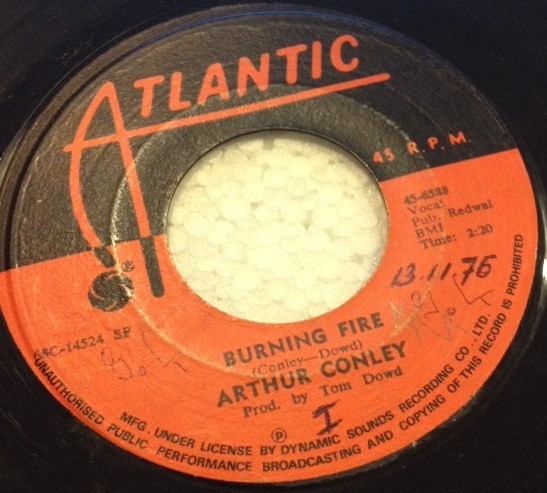 ATLANTIC
45 R.P.M.
45-6588
Vocal
Pub. Redwal
BMI
Time: 2:20
13.11.76
14524 SP
BURNING FIRE
(Conley-Dowd)
ARTHUR CONLEY
Prod. by Tom Dowd
I
℗
MFG. UNDER LICENSE BY DYNAMIC SOUNDS RECORDING CO., LTD.
UNAUTHORISED PUBLIC PERFORMANCE BROADCASTING AND COPYING OF THIS RECORD IS PROHIBITED